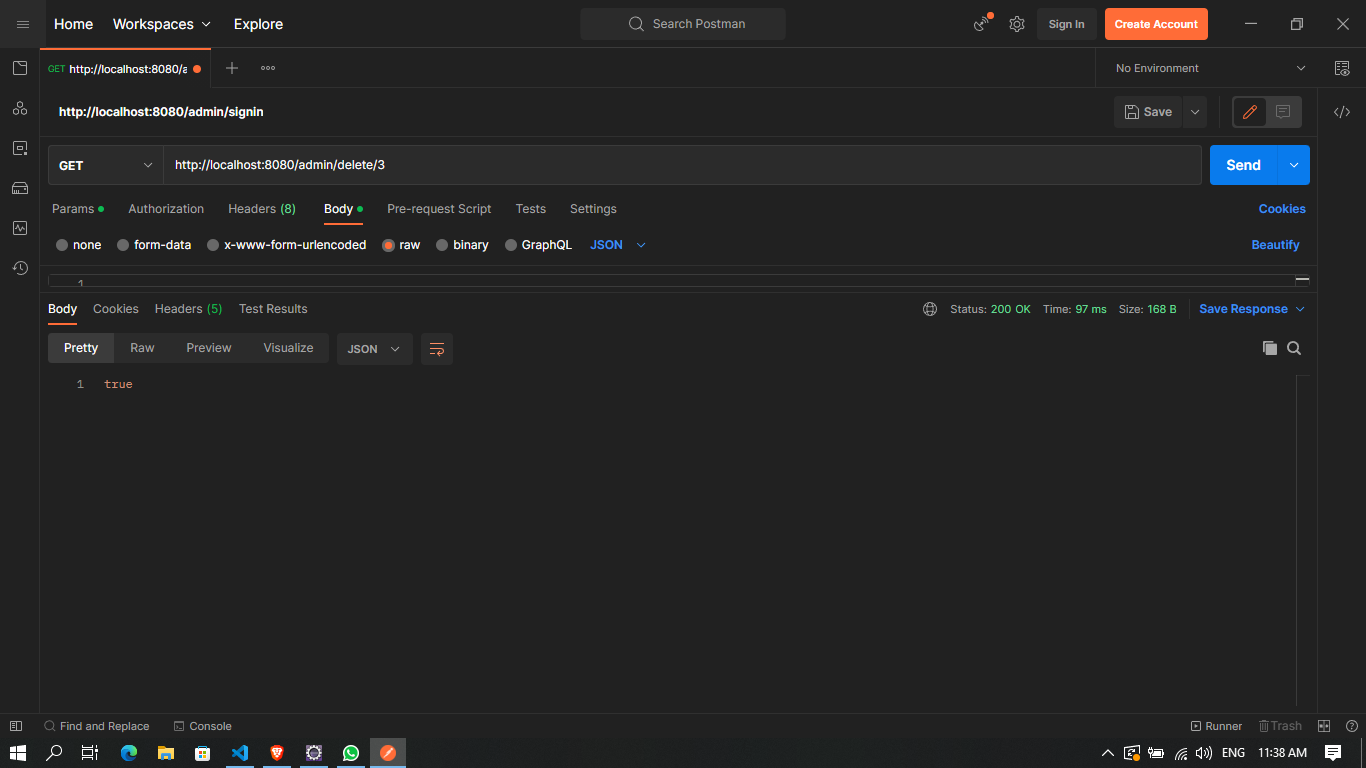 Home Workspaces Explore Search Postman Sign In Create Account
GET http://localhost:8080/a No Environment
http://localhost:8080/admin/signin Save
GET http://localhost:8080/admin/delete/3 Send
Params Authorization Headers (8) Body Pre-request Script Tests Settings Cookies
none form-data x-www-form-urlencoded raw binary GraphQL JSON Beautify
1
Body Cookies Headers (5) Test Results Status: 200 OK Time: 97 ms Size: 168 B Save Response
Pretty Raw Preview Visualize JSON
1 true
Find and Replace Console Runner Trash
ENG 11:38 AM